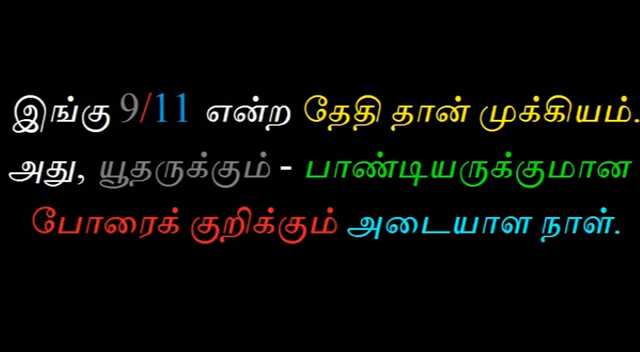 இங்கு 9/11 என்ற தேதி தான் முக்கியம்.
அது, யூதருக்கும் - பாண்டியருக்குமான
போரைக் குறிக்கும் அடையாள நாள்.